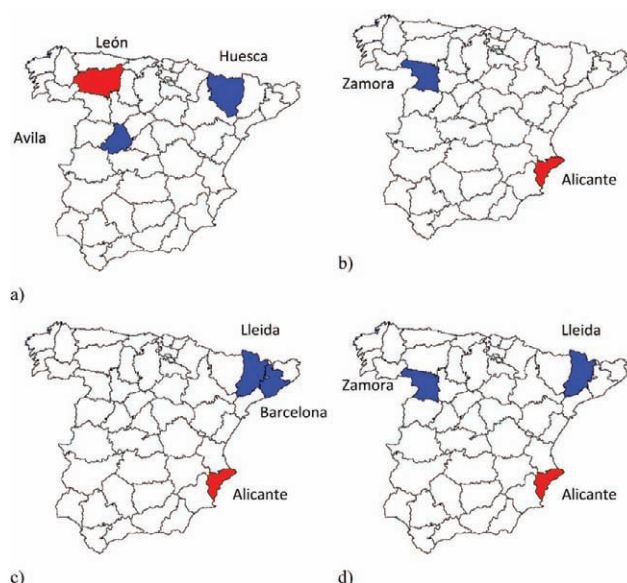 León
Huesca
Avila
a)
Zamora
Alicante
b)
Lleida
Barcelona
Alicante
c)
Lleida
Zamora
Alicante
d)